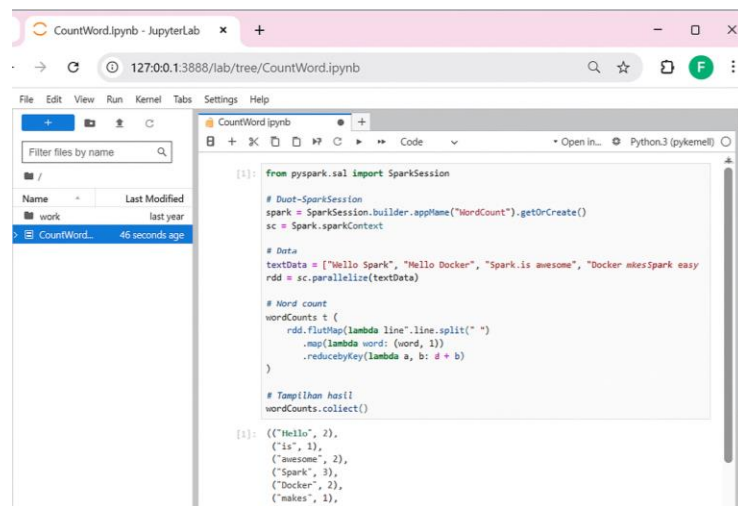 CountWord.lpynb - JupyterLab
127:0:0.1:3888/lab/tree/CountWord.ipynb
F
File Edit View Run Kernel Tabs Settings Help
CountWord ipynb
Code
Open in...
Python.3 (pykemell)
Filter files by name
/
Name
Last Modified
work
last year
CountWord...
46 seconds ago
[1]:
from pyspark.sal import SparkSession
# Duot-SparkSession
spark = SparkSession.builder.appMame("WordCount").getOrCreate()
sc = Spark.sparkContext
# Data
textData = ["Wello Spark", "Mello Docker", "Spark.is awesome", "Docker mkesSpark easy
rdd = sc.parallelize(textData)
# Nord count
wordCounts t (
rdd.flutMap(lambda line".line.split(" ")
.map(lambda word: (word, 1))
.reducebyKey(lambda a, b: d + b)
)
# Tampilhan hasil
wordCounts.coliect()
[1]:
(("Hello", 2),
("is", 1),
("awesome", 2),
("Spark", 3),
("Docker", 2),
("makes", 1),